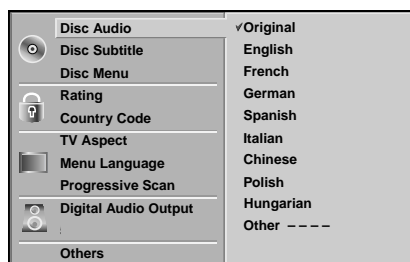 Disc Audio
Disc Subtitle
Disc Menu
Rating
Country Code
TV Aspect
Menu Language
Progressive Scan
Digital Audio Output
:
Others
✓Original
English
French
German
Spanish
Italian
Chinese
Polish
Hungarian
Other – – – –